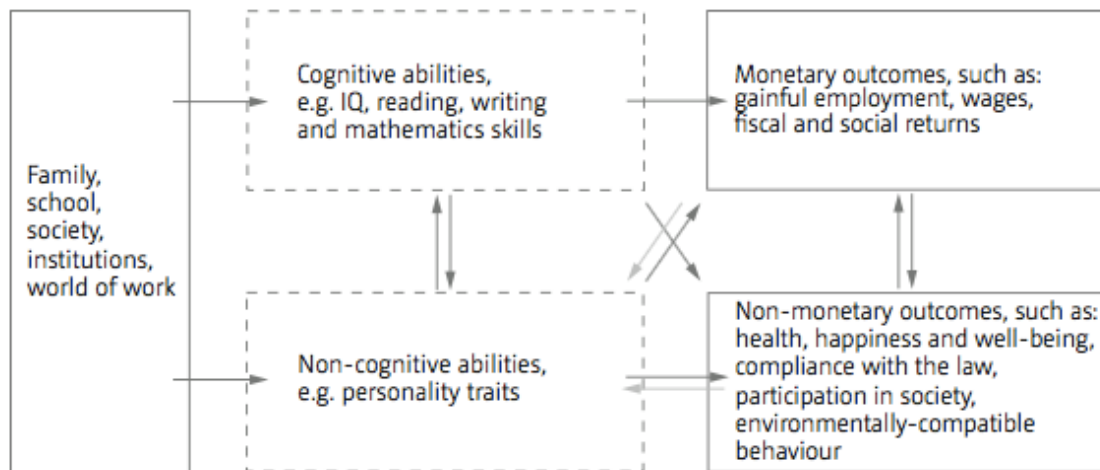 Family,
school,
society,
institutions,
world of work
Cognitive abilities,
e.g. IQ, reading, writing
and mathematics skills
Non-cognitive abilities,
e.g. personality traits
Monetary outcomes, such as:
gainful employment, wages,
fiscal and social returns
Non-monetary outcomes, such as:
health, happiness and well-being,
compliance with the law,
participation in society,
environmentally-compatible
behaviour